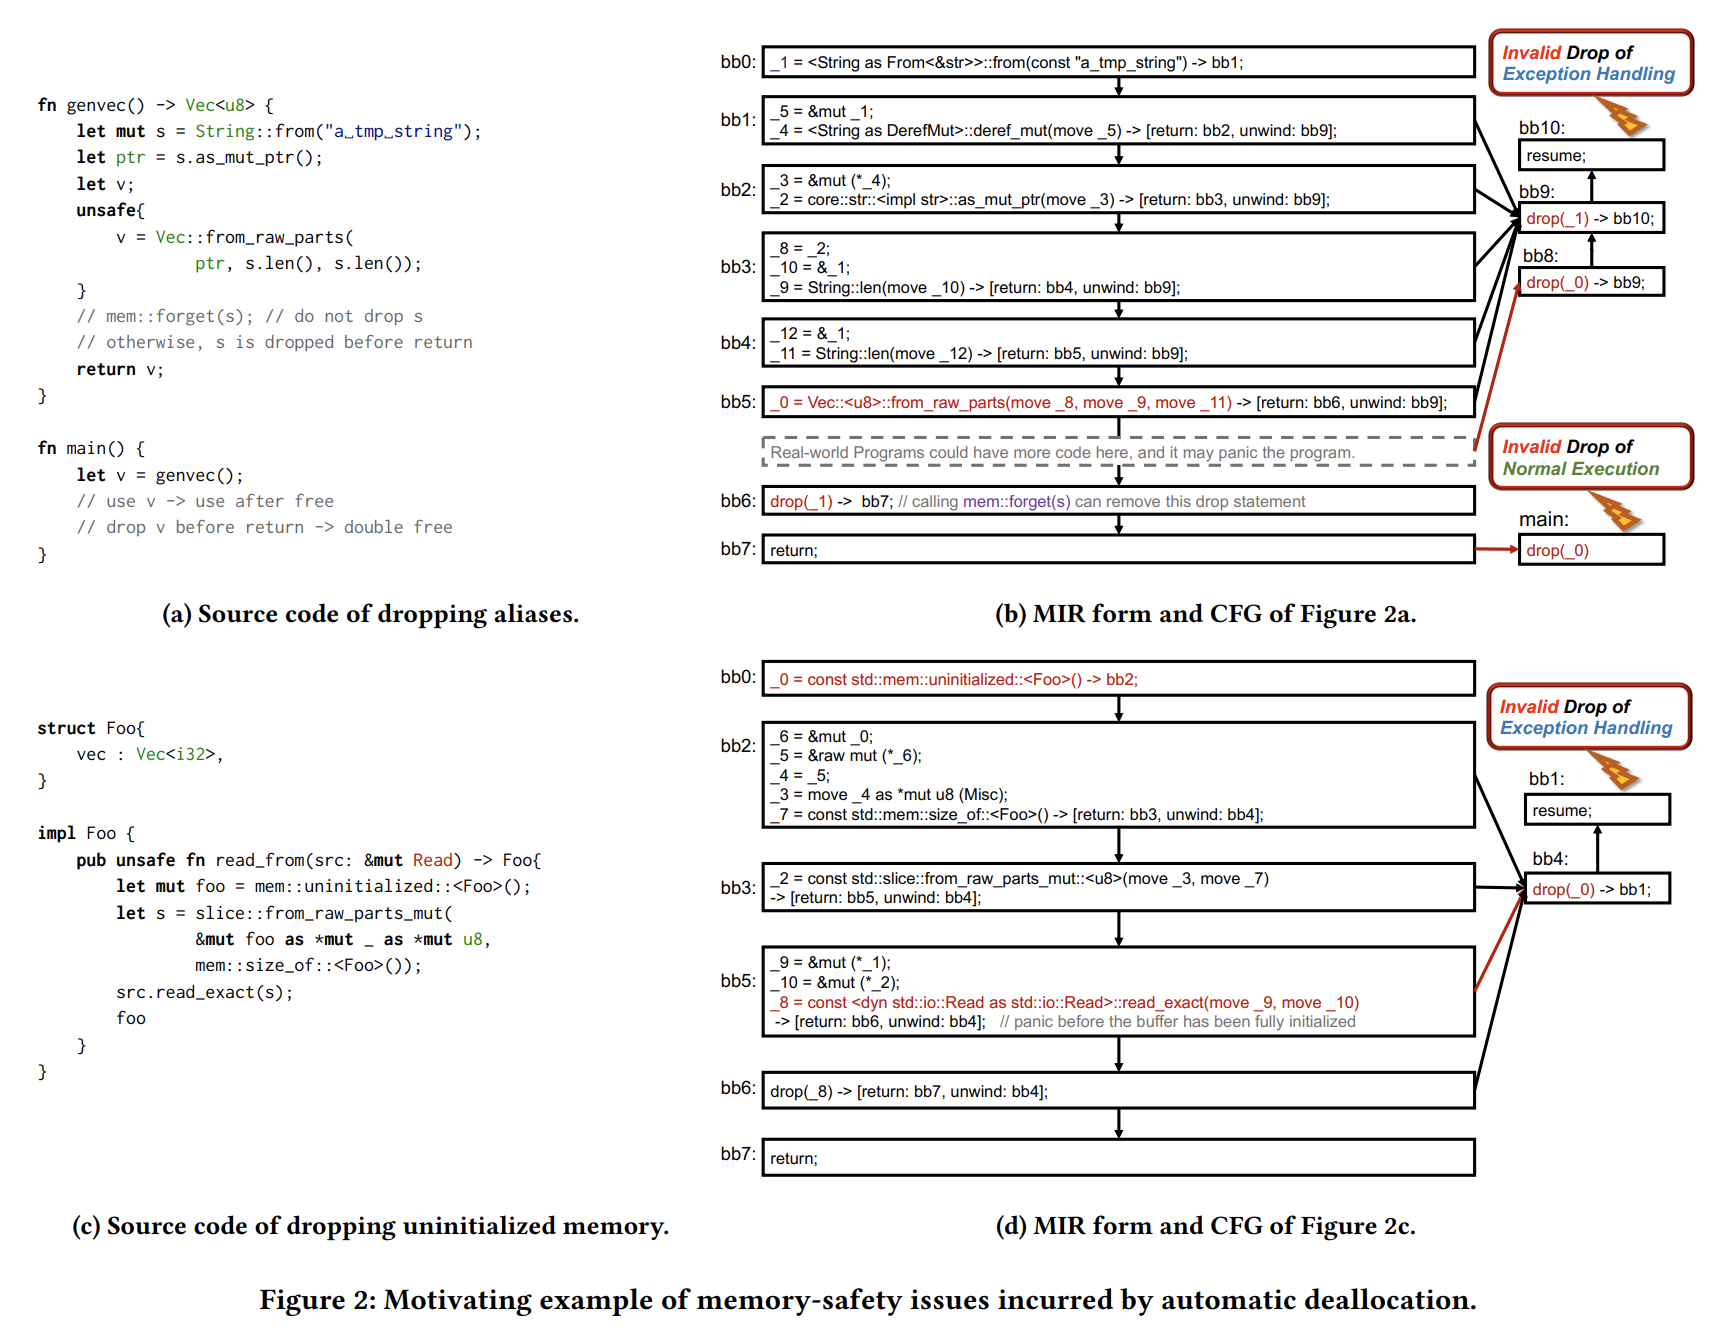 fn genvec() -> Vec<u8> {
let mut s = String::from("a␣tmp␣string");
let ptr = s.as_mut_ptr();
let v;
unsafe{
v = Vec::from_raw_parts(
ptr, s.len(), s.len());
}
// mem::forget(s); // do not drop s
// otherwise, s is dropped before return
return v;
}
fn main() {
let v = genvec();
// use v -> use after free
// drop v before return -> double free
}
(a) Source code of dropping aliases.
bb0: _1 = <String as From<&str>>::from(const "a_tmp_string") -> bb1;
bb1: _5 = &mut _1;
_4 = <String as DerefMut>::deref_mut(move _5) -> [return: bb2, unwind: bb9];
bb2: _3 = &mut (*_4);
_2 = core::str::<impl str>::as_mut_ptr(move _3) -> [return: bb3, unwind: bb9];
bb3: _8 = _2;
_10 = &_1;
_9 = String::len(move _10) -> [return: bb4, unwind: bb9];
bb4: _12 = &_1;
_11 = String::len(move _12) -> [return: bb5, unwind: bb9];
bb5: _0 = Vec::<u8>::from_raw_parts(move _8, move _9, move _11) -> [return: bb6, unwind: bb9];
Real-world Programs could have more code here, and it may panic the program.
bb6: drop(_1) -> bb7; // calling mem::forget(s) can remove this drop statement
bb7: return;
Invalid Drop of
Exception Handling
bb10:
resume;
bb9:
drop(_1) -> bb10;
bb8:
drop(_0) -> bb9;
Invalid Drop of
Normal Execution
main:
drop(_0)
(b) MIR form and CFG of Figure 2a.
struct Foo{
vec : Vec<i32>,
}
impl Foo {
pub unsafe fn read_from(src: &mut Read) -> Foo{
let mut foo = mem::uninitialized::<Foo>();
let s = slice::from_raw_parts_mut(
&mut foo as *mut _ as *mut u8,
mem::size_of::<Foo>());
src.read_exact(s);
foo
}
}
(c) Source code of dropping uninitialized memory.
bb0: _0 = const std::mem::uninitialized::<Foo>() -> bb2;
bb2: _6 = &mut _0;
_5 = &raw mut (*_6);
_4 = _5;
_3 = move _4 as *mut u8 (Misc);
_7 = const std::mem::size_of::<Foo>() -> [return: bb3, unwind: bb4];
bb3: _2 = const std::slice::from_raw_parts_mut::<u8>(move _3, move _7)
-> [return: bb5, unwind: bb4];
bb5: _9 = &mut (*_1);
_10 = &mut (*_2);
_8 = const <dyn std::io::Read as std::io::Read>::read_exact(move _9, move _10)
-> [return: bb6, unwind: bb4]; // panic before the buffer has been fully initialized
bb6: drop(_8) -> [return: bb7, unwind: bb4];
bb7: return;
Invalid Drop of
Exception Handling
bb1:
resume;
bb4:
drop(_0) -> bb1;
(d) MIR form and CFG of Figure 2c.
Figure 2: Motivating example of memory-safety issues incurred by automatic deallocation.